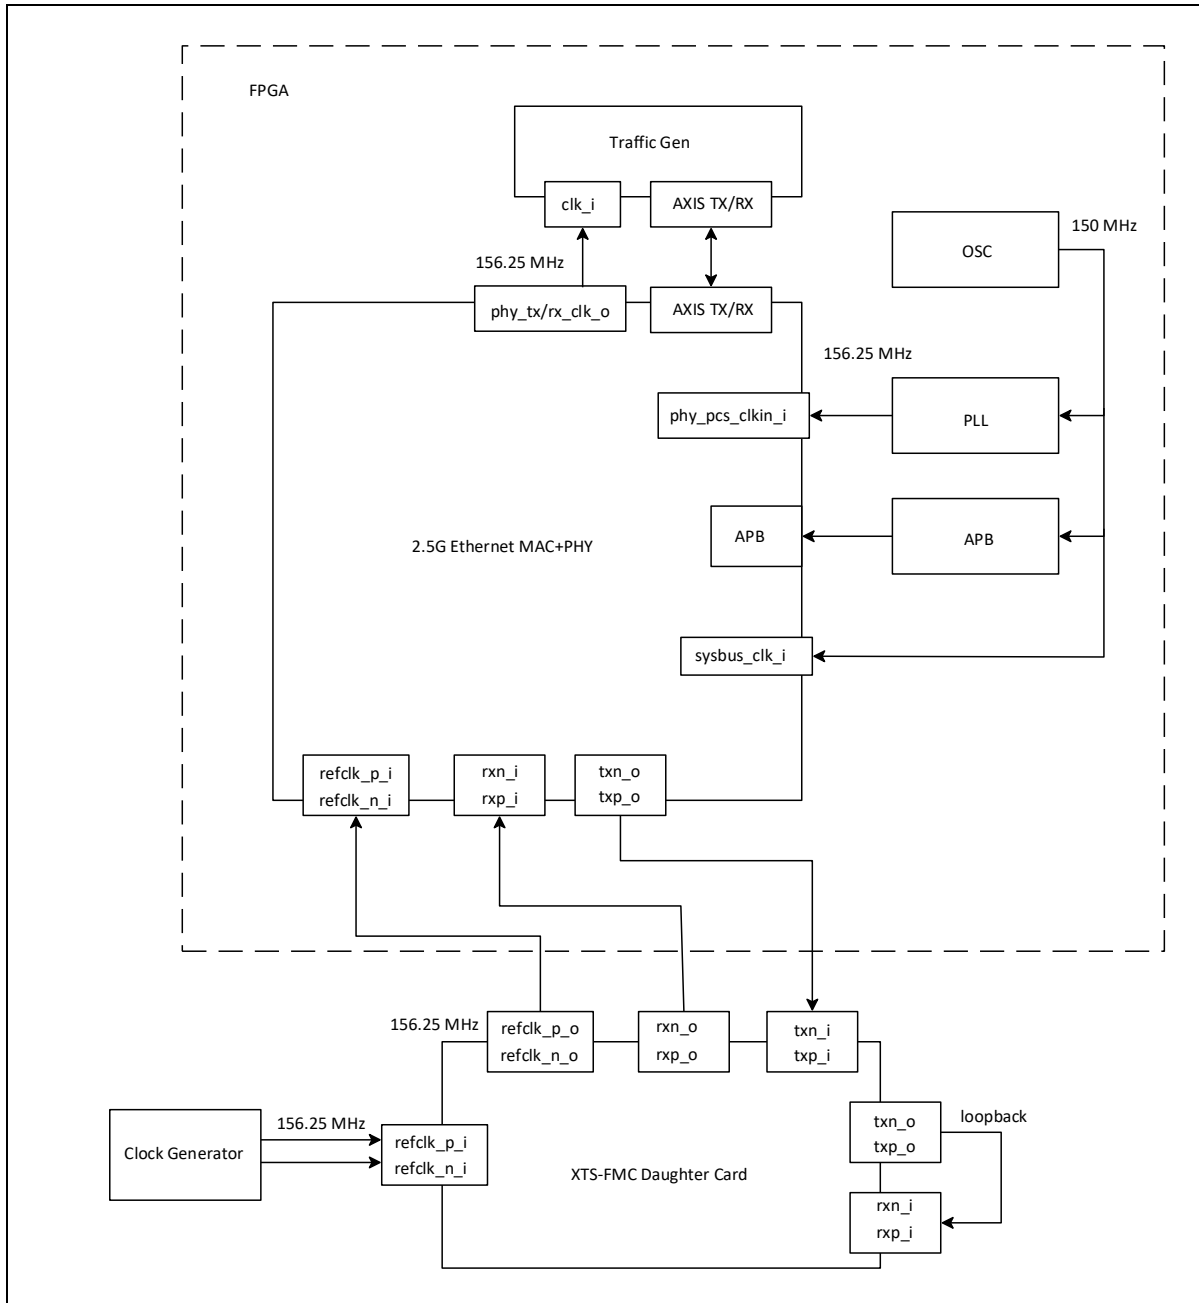 FPGA
Traffic Gen
clk_i
AXIS TX/RX
150 MHz
OSC
156.25 MHz
phy_tx/rx_clk_o
AXIS TX/RX
156.25 MHz
phy_pcs_clkin_i
PLL
2.5G Ethernet MAC+PHY
APB
APB
sysbus_clk_i
refclk_p_i
refclk_n_i
rxn_i
rxp_i
txn_o
txp_o
156.25 MHz
refclk_p_o
refclk_n_o
rxn_o
rxp_o
txn_i
txp_i
Clock Generator
156.25 MHz
refclk_p_i
refclk_n_i
XTS-FMC Daughter Card
txn_o
txp_o
loopback
rxn_i
rxp_i